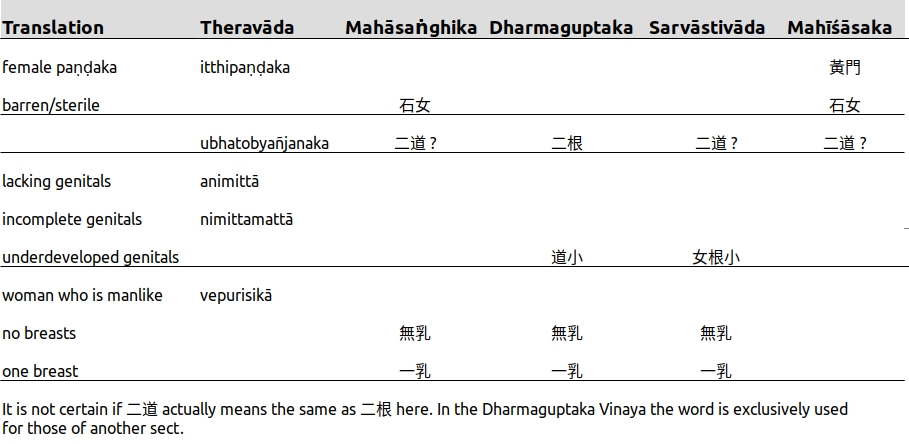 Translation Theravāda Mahāsaṅghika Dharmaguptaka Sarvāstivāda Mahīśāsaka
female paṇḍaka itthipaṇḍaka 黃門
barren/sterile 石女 石女
ubhatobyañjanaka 二道 ? 二根 二道 ? 二道 ?
lacking genitals animittā
incomplete genitals nimittamattā
underdeveloped genitals 道小 女根小
woman who is manlike vepurisikā
no breasts 無乳 無乳 無乳
one breast 一乳 一乳 一乳
It is not certain if 二道 actually means the same as 二根 here. In the Dharmaguptaka Vinaya the word is exclusively used
for those of another sect.